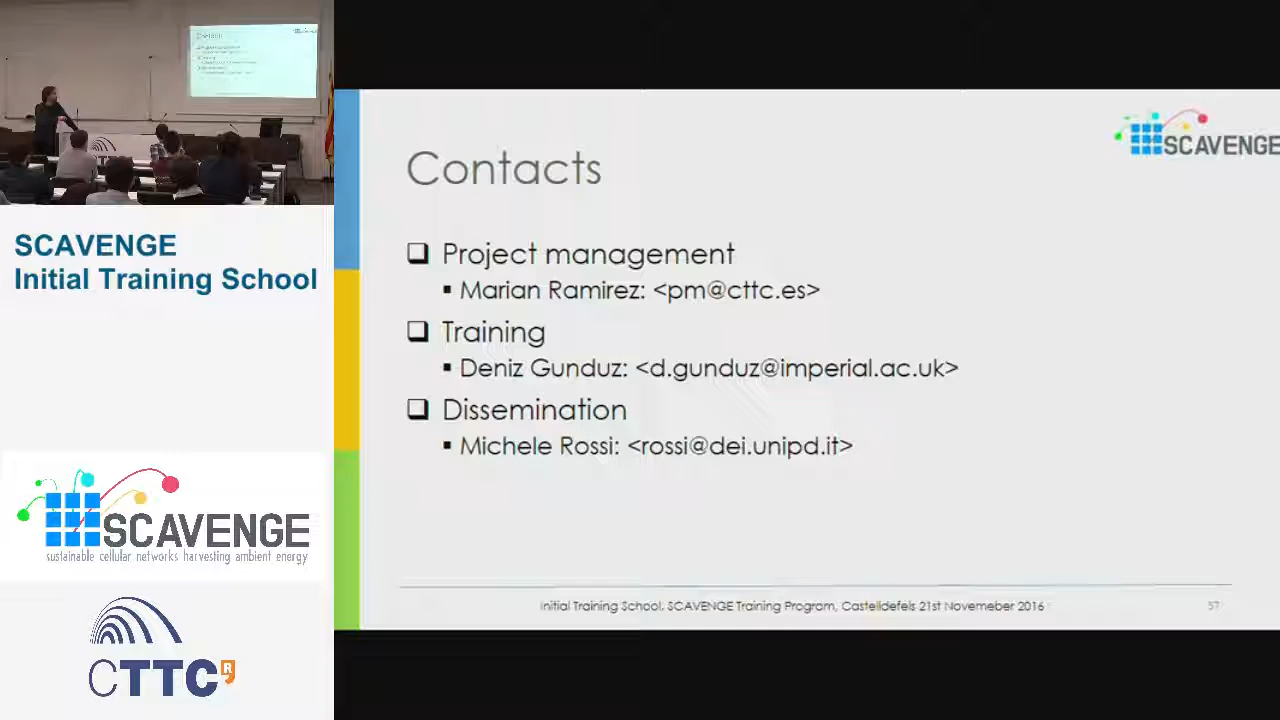 Contacts
SCAVENGE
Initial Training School
SCAVENGE
sustainable cellular networks harvesting ambient energy
CTTC
R
SCAVENGE
Contacts
❑ Project management
▪ Marian Ramirez: <pm@cttc.es>
❑ Training
▪ Deniz Gunduz: <d.gunduz@imperial.ac.uk>
❑ Dissemination
▪ Michele Rossi: <rossi@dei.unipd.it>
Initial Training School, SCAVENGE Training Program, Castelldefels 21st Novemeber 2016
57